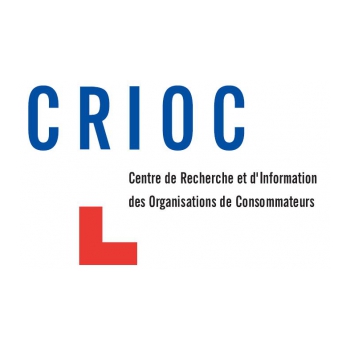 CRIOC
Centre de Recherche et d'Information
des Organisations de Consommateurs